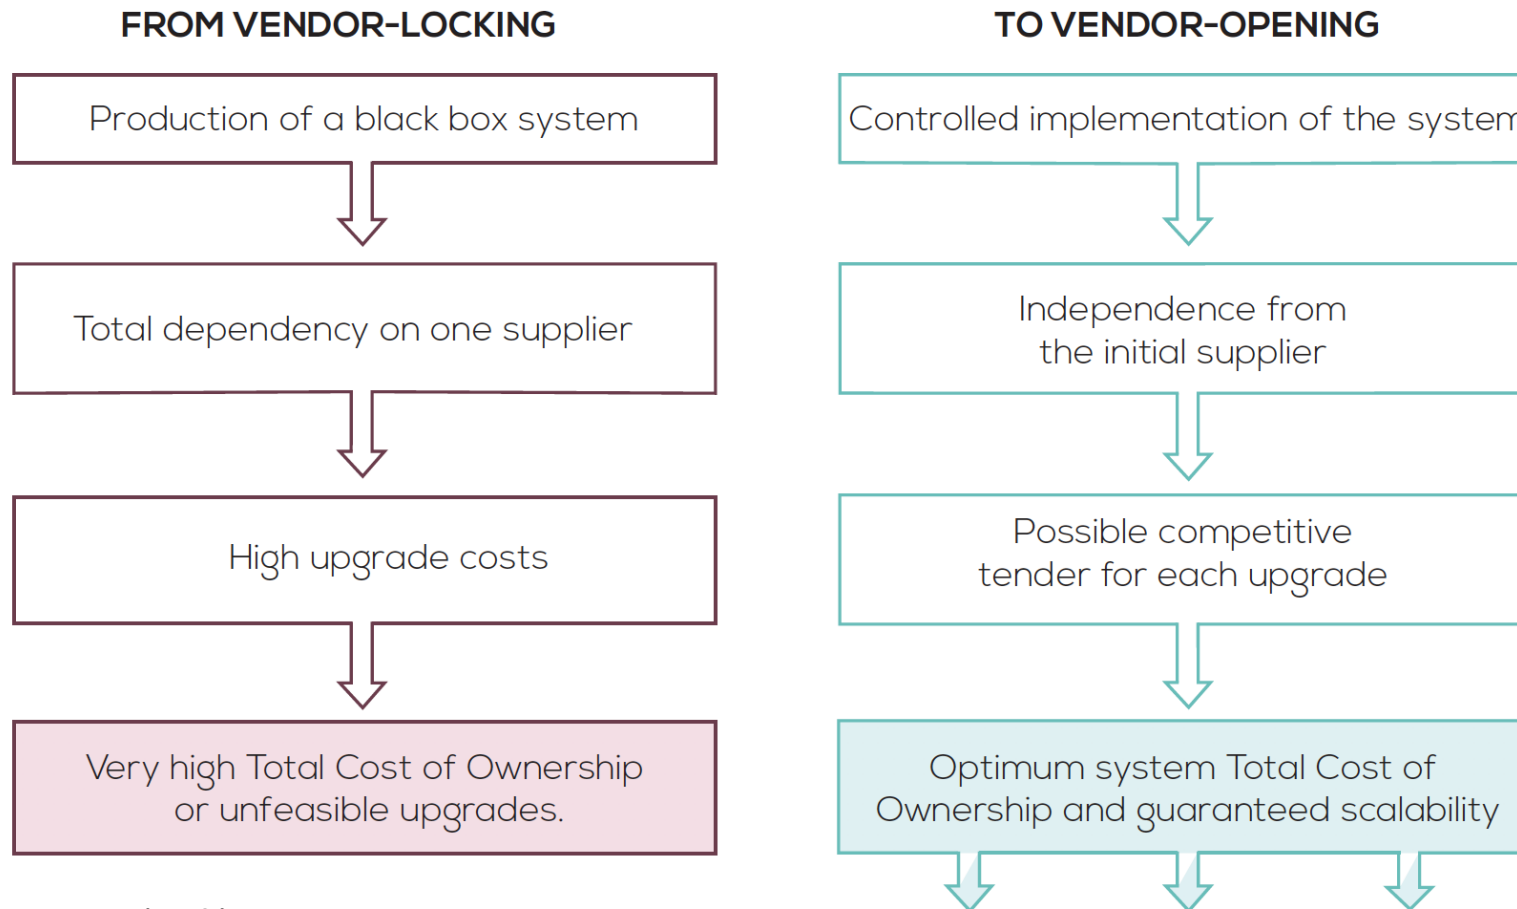 FROM VENDOR-LOCKING
Production of a black box system
Total dependency on one supplier
High upgrade costs
Very high Total Cost of Ownership
or unfeasible upgrades.
TO VENDOR-OPENING
Controlled implementation of the system
Independence from
the initial supplier
Possible competitive
tender for each upgrade
Optimum system Total Cost of
Ownership and guaranteed scalability